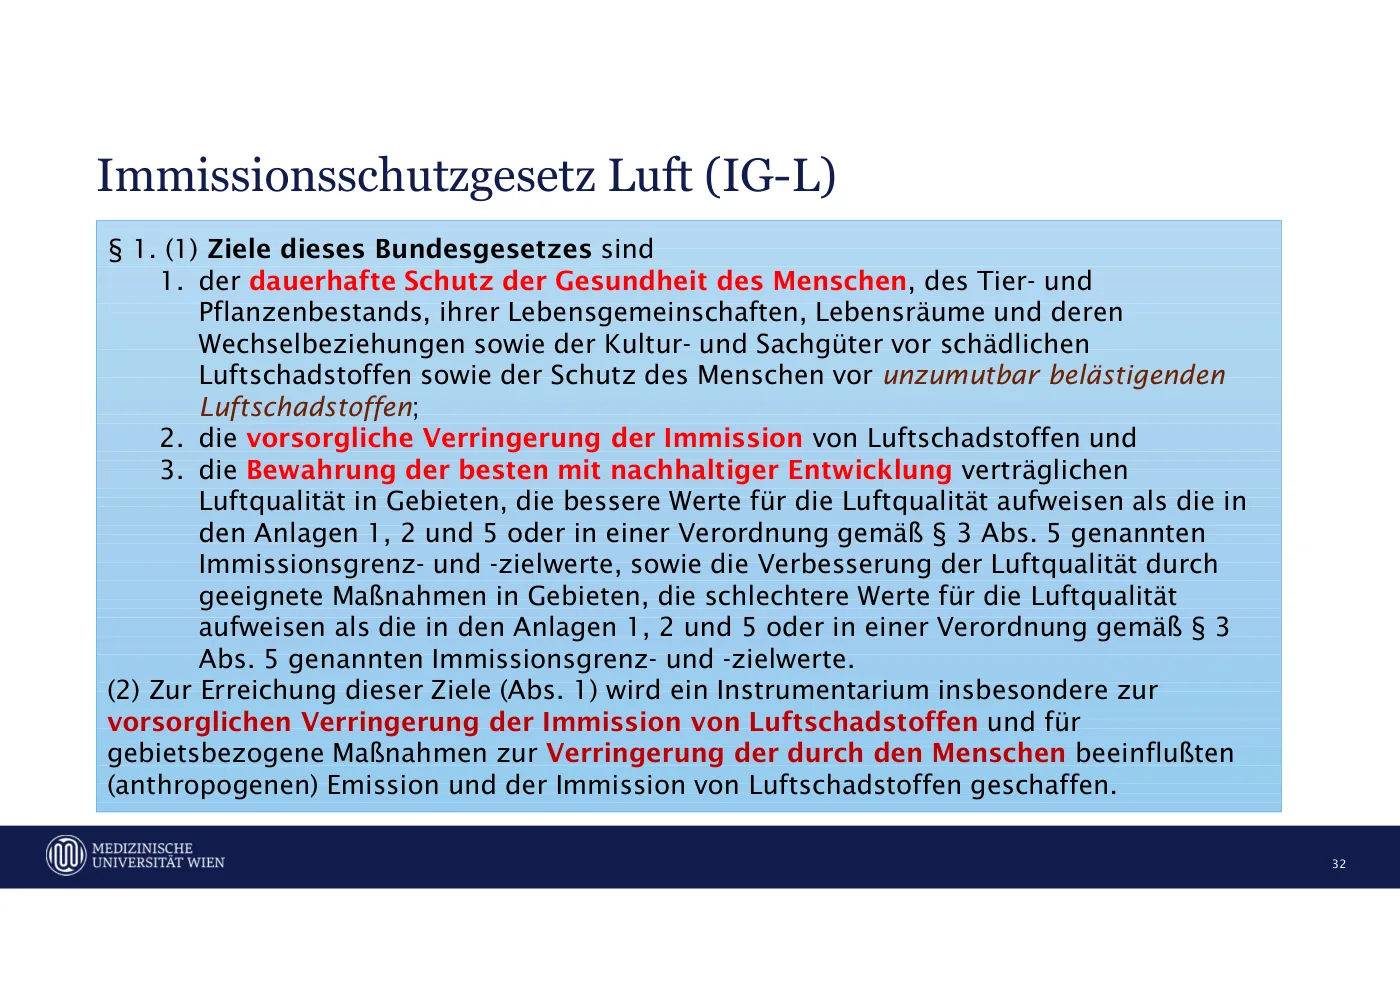 Immissionsschutzgesetz Luft (IG-L)
§ 1. (1) Ziele dieses Bundesgesetzes sind
1. der dauerhafte Schutz der Gesundheit des Menschen, des Tier- und
Pflanzenbestands, ihrer Lebensgemeinschaften, Lebensräume und deren
Wechselbeziehungen sowie der Kultur- und Sachgüter vor schädlichen
Luftschadstoffen sowie der Schutz des Menschen vor unzumutbar belästigenden
Luftschadstoffen;
2. die vorsorgliche Verringerung der Immission von Luftschadstoffen und
3. die Bewahrung der besten mit nachhaltiger Entwicklung verträglichen
Luftqualität in Gebieten, die bessere Werte für die Luftqualität aufweisen als die in
den Anlagen 1, 2 und 5 oder in einer Verordnung gemäß § 3 Abs. 5 genannten
Immissionsgrenz- und -zielwerte, sowie die Verbesserung der Luftqualität durch
geeignete Maßnahmen in Gebieten, die schlechtere Werte für die Luftqualität
aufweisen als die in den Anlagen 1, 2 und 5 oder in einer Verordnung gemäß § 3
Abs. 5 genannten Immissionsgrenz- und -zielwerte.
(2) Zur Erreichung dieser Ziele (Abs. 1) wird ein Instrumentarium insbesondere zur
vorsorglichen Verringerung der Immission von Luftschadstoffen und für
gebietsbezogene Maßnahmen zur Verringerung der durch den Menschen beeinflußten
(anthropogenen) Emission und der Immission von Luftschadstoffen geschaffen.
MEDIZINISCHE
UNIVERSITÄT WIEN
32